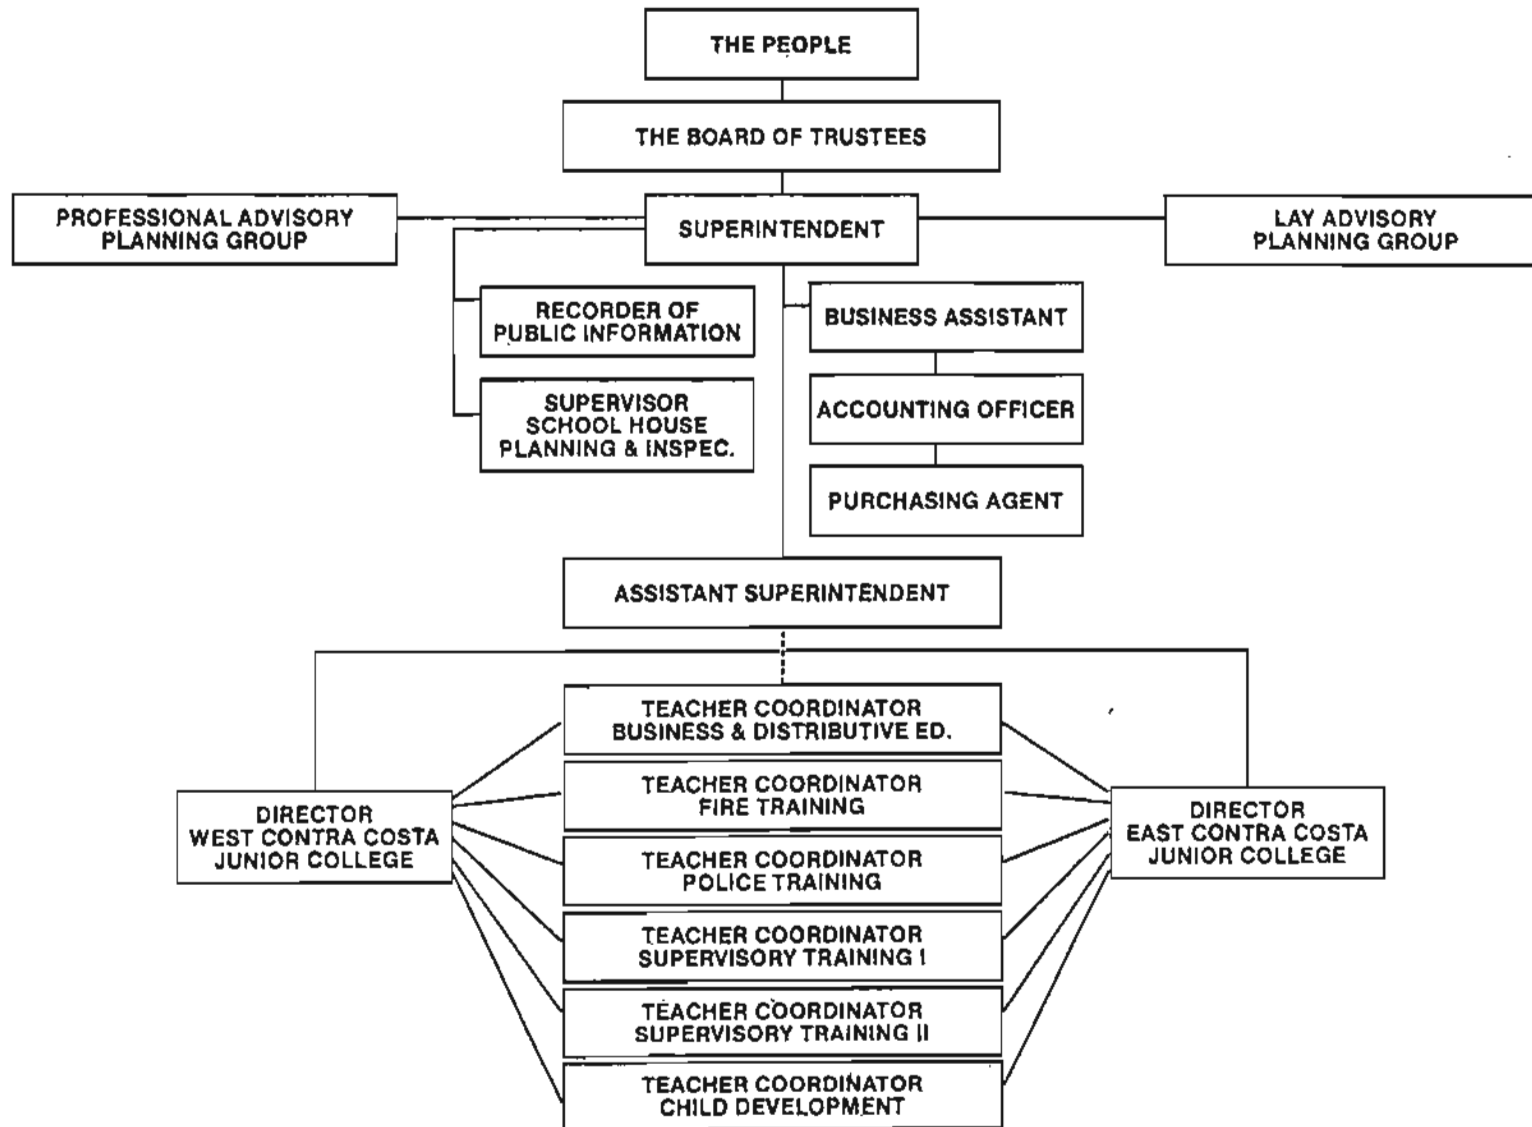 THE PEOPLE
THE BOARD OF TRUSTEES
PROFESSIONAL ADVISORY
PLANNING GROUP
SUPERINTENDENT
LAY ADVISORY
PLANNING GROUP
RECORDER OF
PUBLIC INFORMATION
BUSINESS ASSISTANT
SUPERVISOR
SCHOOL HOUSE
PLANNING & INSPEC.
ACCOUNTING OFFICER
PURCHASING AGENT
ASSISTANT SUPERINTENDENT
TEACHER COORDINATOR
BUSINESS & DISTRIBUTIVE ED.
TEACHER COORDINATOR
FIRE TRAINING
DIRECTOR
WEST CONTRA COSTA
JUNIOR COLLEGE
DIRECTOR
EAST CONTRA COSTA
JUNIOR COLLEGE
TEACHER COORDINATOR
POLICE TRAINING
TEACHER COORDINATOR
SUPERVISORY TRAINING I
TEACHER COORDINATOR
SUPERVISORY TRAINING II
TEACHER COORDINATOR
CHILD DEVELOPMENT